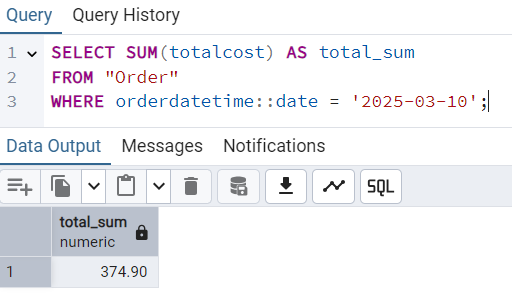 Query Query History
1 SELECT SUM(totalcost) AS total_sum
2 FROM "Order"
3 WHERE orderdatetime::date = '2025-03-10';
Data Output Messages Notifications
SQL
total_sum
numeric
1 374.90